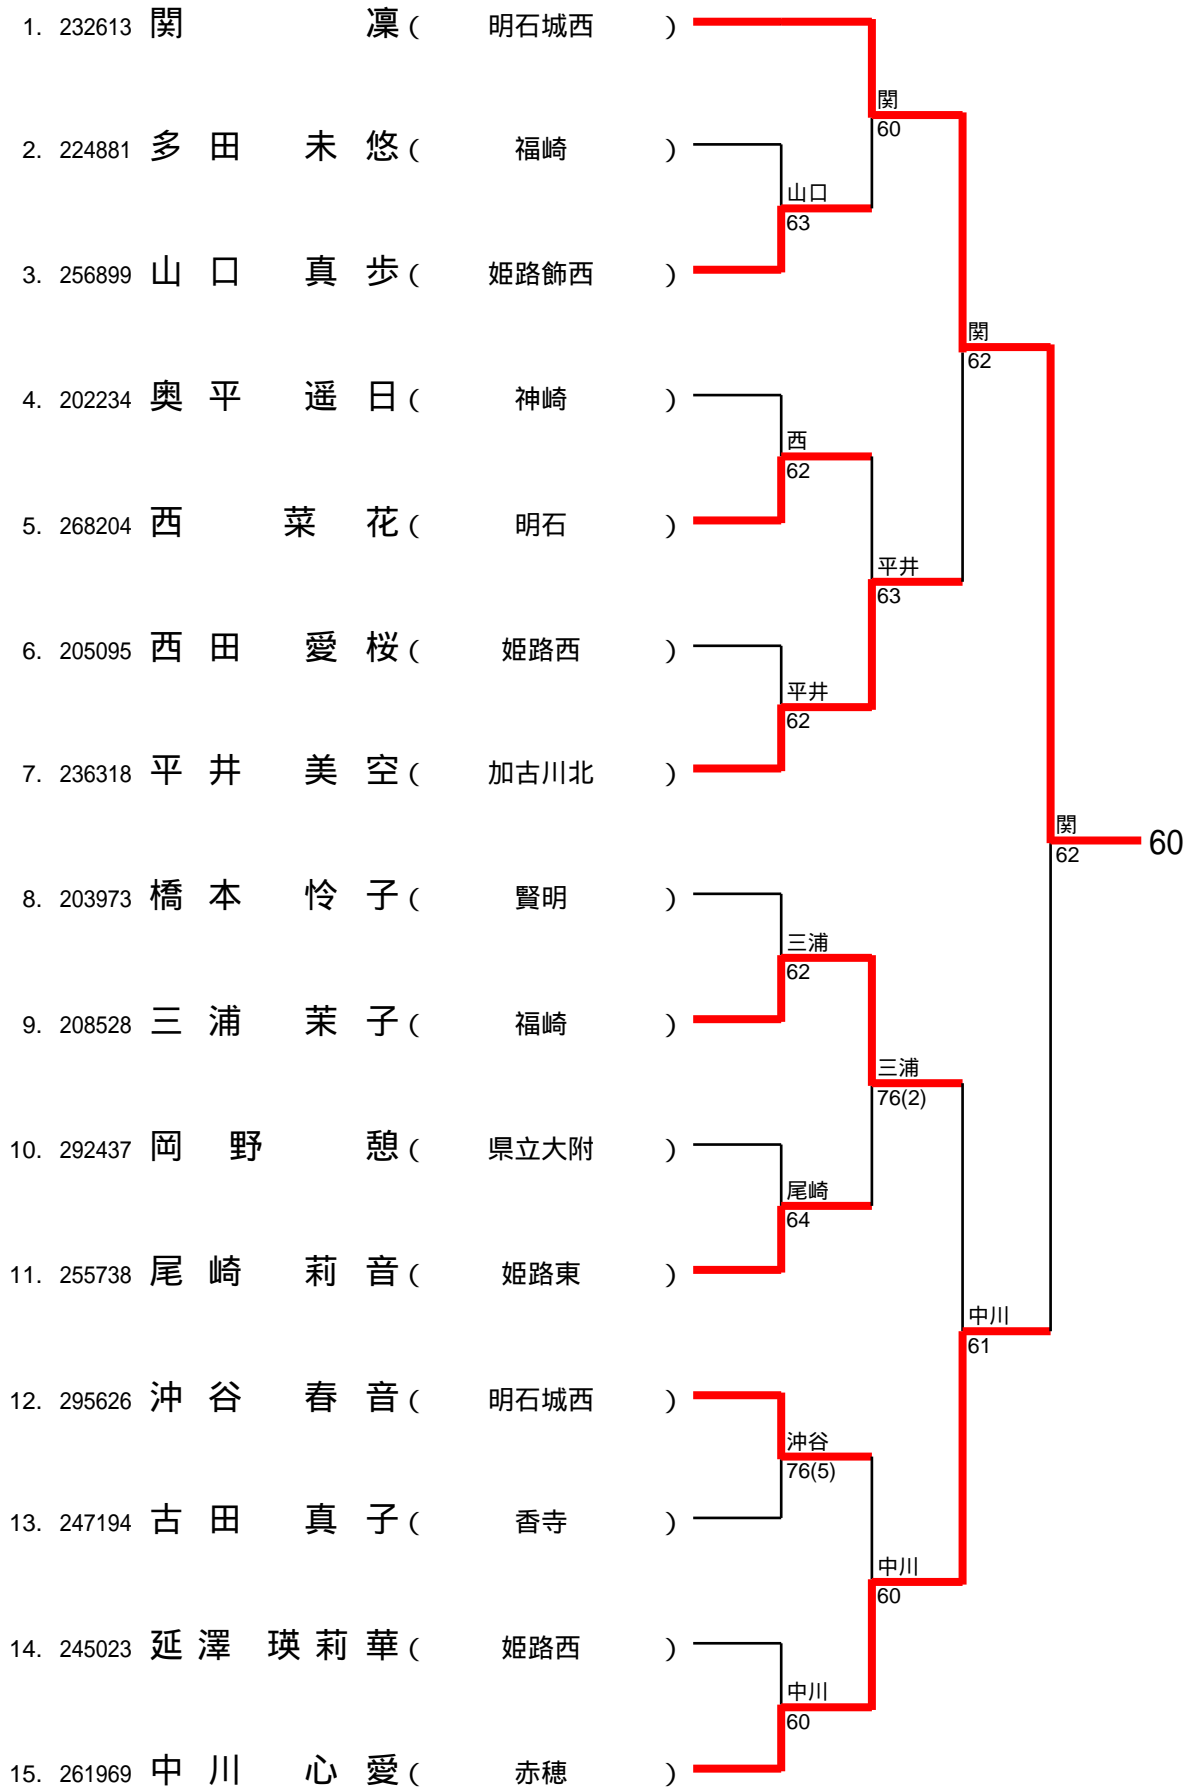 1. 232613 関 凜 ( 明石城西 )
関
60
2. 224881 多田 未悠 ( 福崎 )
山口
63
3. 256899 山口 真歩 ( 姫路飾西 )
関
62
4. 202234 奥平 遥日 ( 神崎 )
西
62
5. 268204 西 菜花 ( 明石 )
平井
63
6. 205095 西田 愛桜 ( 姫路西 )
平井
62
7. 236318 平井 美空 ( 加古川北 )
関
62
60
8. 203973 橋本 怜子 ( 賢明 )
三浦
62
9. 208528 三浦 茉子 ( 福崎 )
三浦
76(2)
10. 292437 岡野 憩 ( 県立大附 )
尾崎
64
11. 255738 尾崎 莉音 ( 姫路東 )
中川
61
12. 295626 沖谷 春音 ( 明石城西 )
沖谷
76(5)
13. 247194 古田 真子 ( 香寺 )
中川
60
14. 245023 延澤 瑛莉華 ( 姫路西 )
中川
60
15. 261969 中川 心愛 ( 赤穂 )